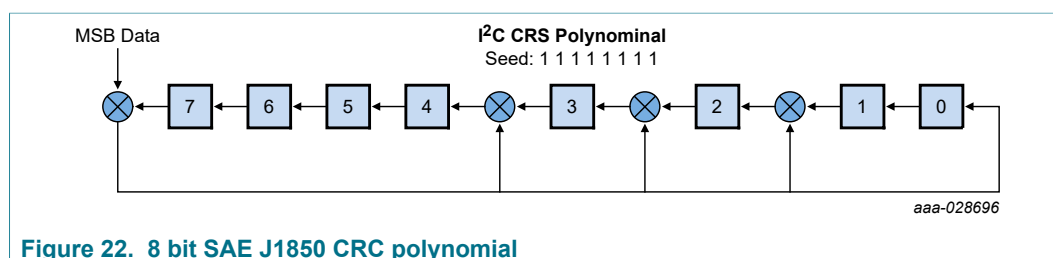 MSB Data
I²C CRS Polynominal
Seed: 1 1 1 1 1 1 1 1
7 6 5 4 3 2 1 0
aaa-028696
Figure 22. 8 bit SAE J1850 CRC polynomial